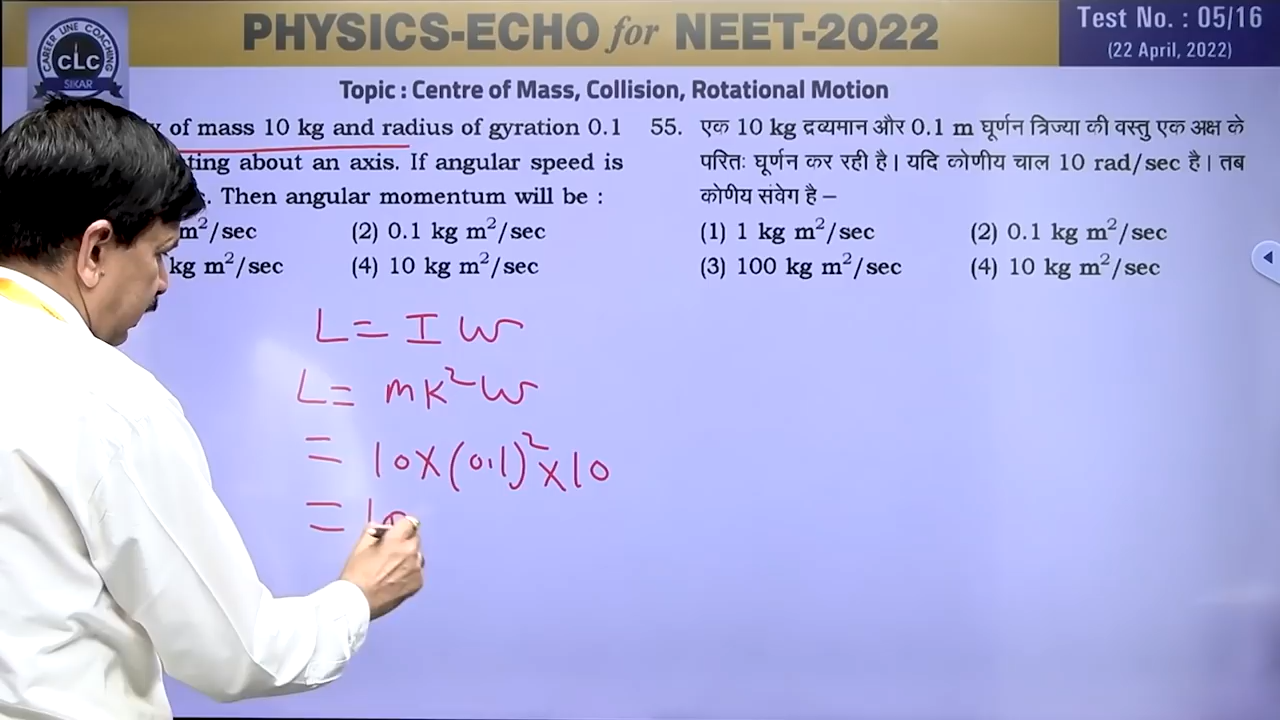 PHYSICS-ECHO for NEET-2022
Test No. : 05/16
(22 April, 2022)
CAREER LINE COACHING
CLC
SIKAR
Topic : Centre of Mass, Collision, Rotational Motion
of mass 10 kg and radius of gyration 0.1
about an axis. If angular speed is
Then angular momentum will be :
m²/sec (2) 0.1 kg m²/sec
kg m²/sec (4) 10 kg m²/sec
55. एक 10 kg द्रव्यमान और 0.1 m घूर्णन त्रिज्या की वस्तु एक अक्ष के
परितः घूर्णन कर रही है। यदि कोणीय चाल 10 rad/sec है। तब
कोणीय संवेग है –
(1) 1 kg m²/sec (2) 0.1 kg m²/sec
(3) 100 kg m²/sec (4) 10 kg m²/sec
L = I W
L = mK² W
= 10 X (0.1)² X 10
= 10